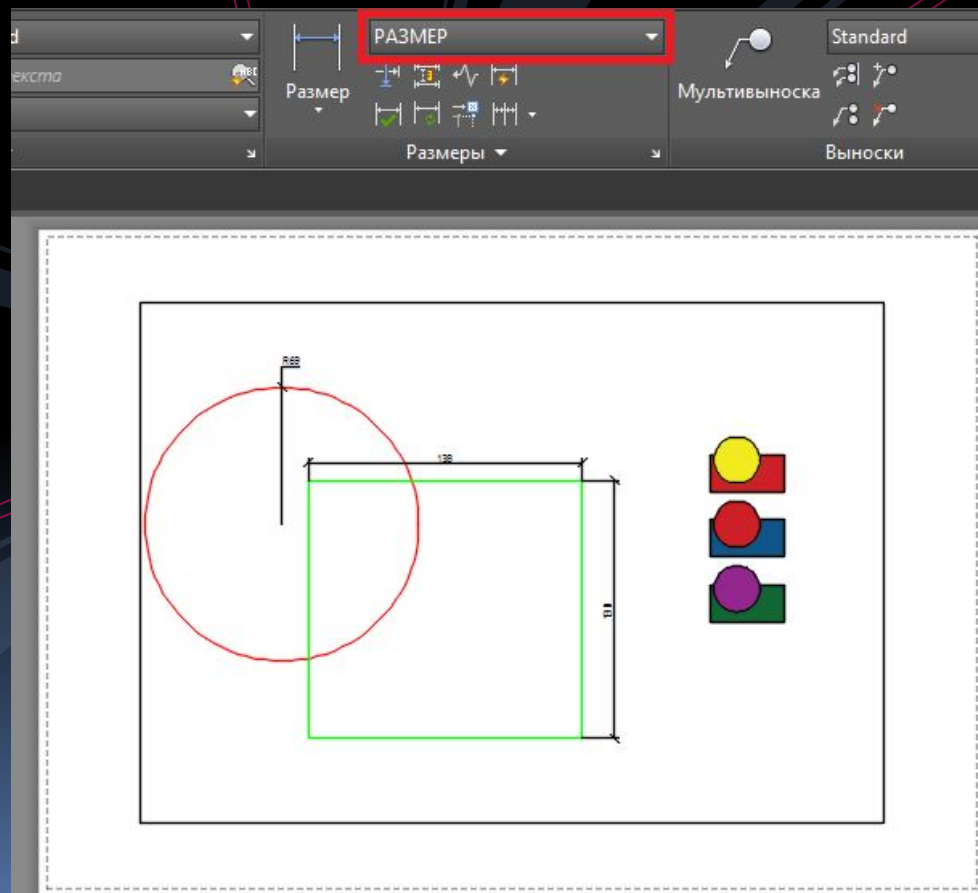 d
РАЗМЕР
Standard
екста
Размер
Мультивыноска
Размеры
Выноски
R69
138